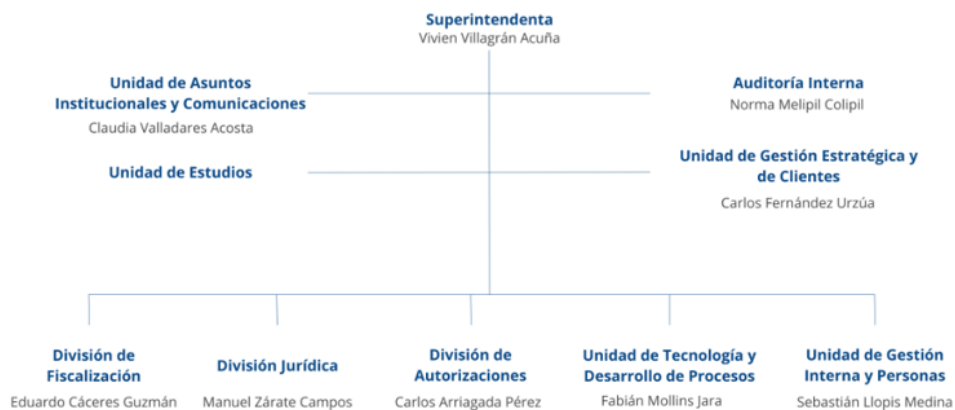 Superintendenta
Vivien Villagrán Acuña
Unidad de Asuntos
Institucionales y Comunicaciones
Claudia Valladares Acosta
Auditoría Interna
Norma Melipil Colipil
Unidad de Estudios
Unidad de Gestión Estratégica y
de Clientes
Carlos Fernández Urzúa
División de
Fiscalización
Eduardo Cáceres Guzmán
División Jurídica
Manuel Zárate Campos
División de
Autorizaciones
Carlos Arriagada Pérez
Unidad de Tecnología y
Desarrollo de Procesos
Fabián Mollins Jara
Unidad de Gestión
Interna y Personas
Sebastián Llopis Medina